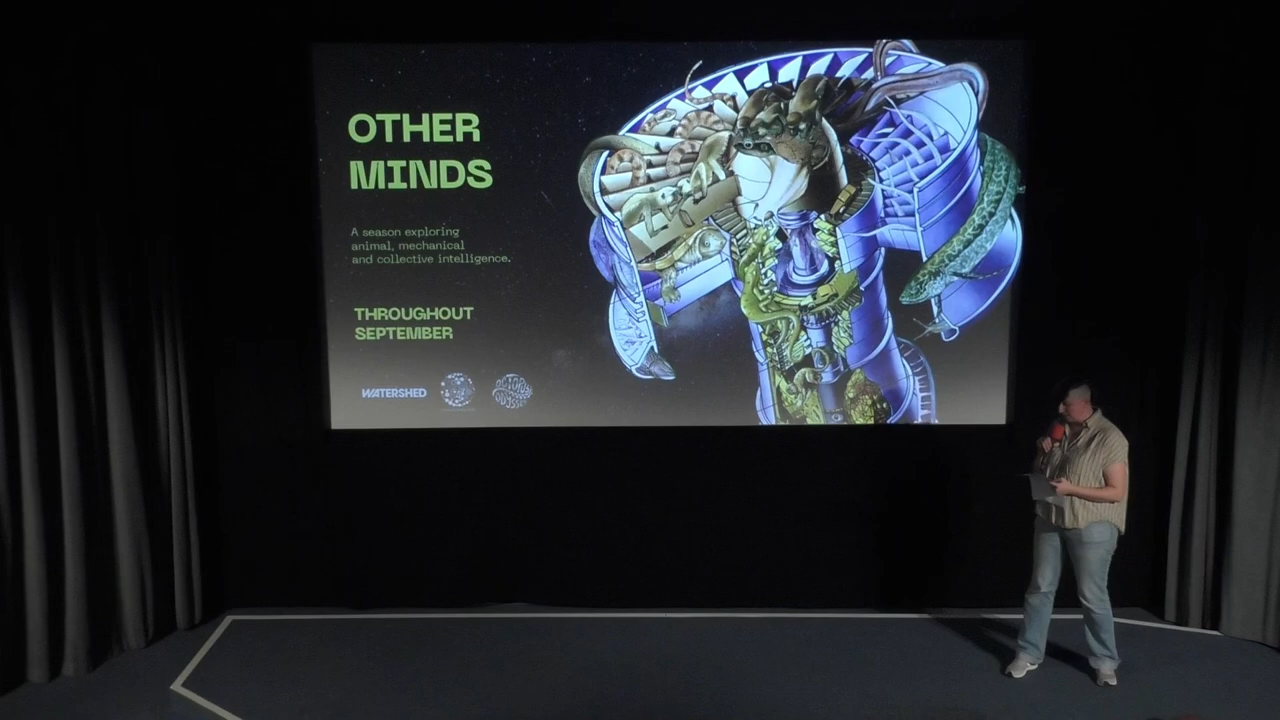 OTHER
MINDS
A season exploring
animal, mechanical
and collective intelligence.
THROUGHOUT
SEPTEMBER
WATERSHED